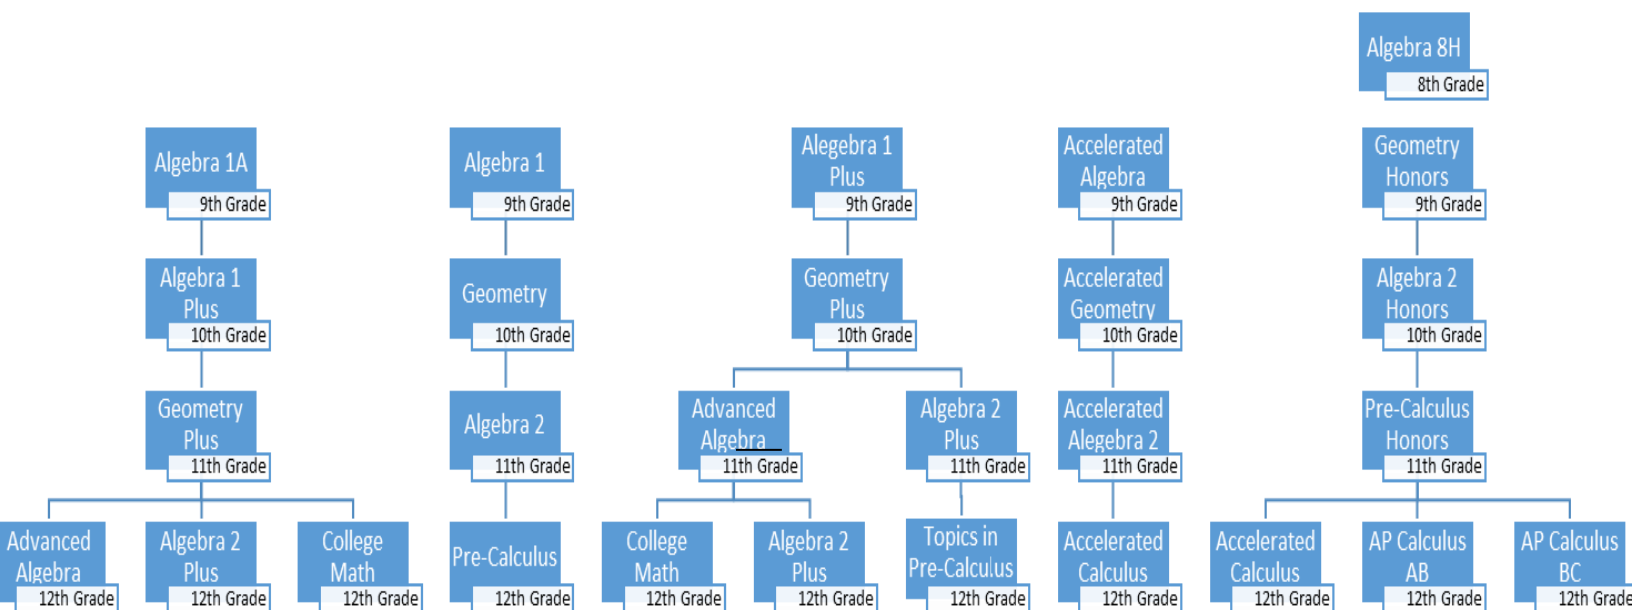 Algebra 8H
8th Grade
Algebra 1A
9th Grade
Algebra 1
9th Grade
Alegebra 1
Plus
9th Grade
Accelerated
Algebra
9th Grade
Geometry
Honors
9th Grade
Algebra 1
Plus
10th Grade
Geometry
10th Grade
Geometry
Plus
10th Grade
Accelerated
Geometry
10th Grade
Algebra 2
Honors
10th Grade
Geometry
Plus
11th Grade
Algebra 2
11th Grade
Advanced
Algebra
11th Grade
Algebra 2
Plus
11th Grade
Accelerated
Alegebra 2
11th Grade
Pre-Calculus
Honors
11th Grade
Advanced
Algebra
12th Grade
Algebra 2
Plus
12th Grade
College
Math
12th Grade
Pre-Calculus
12th Grade
College
Math
12th Grade
Algebra 2
Plus
12th Grade
Topics in
Pre-Calculus
12th Grade
Accelerated
Calculus
12th Grade
Accelerated
Calculus
12th Grade
AP Calculus
AB
12th Grade
AP Calculus
BC
12th Grade